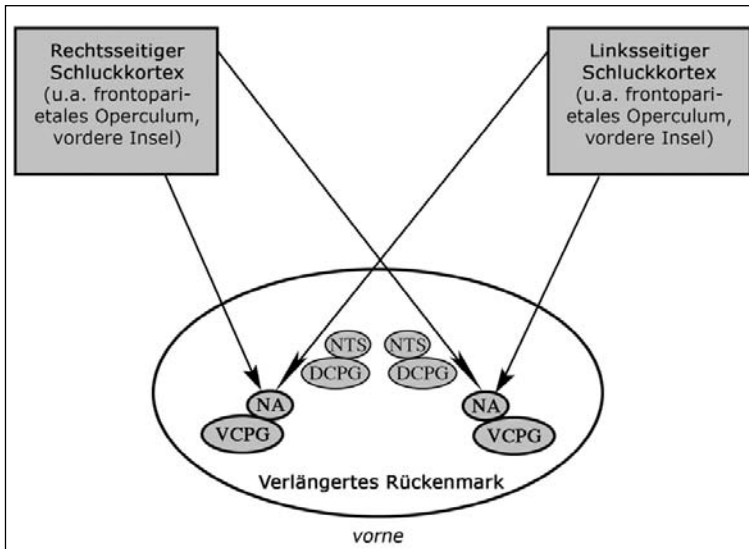 Rechtsseitiger
Schluckkortex
(u.a. frontopari-
etales Operculum,
vordere Insel)
Linksseitiger
Schluckkortex
(u.a. frontopari-
etales Operculum,
vordere Insel)
NTS
NTS
DCPG
DCPG
NA
NA
VCPG
VCPG
Verlängertes Rückenmark
vorne